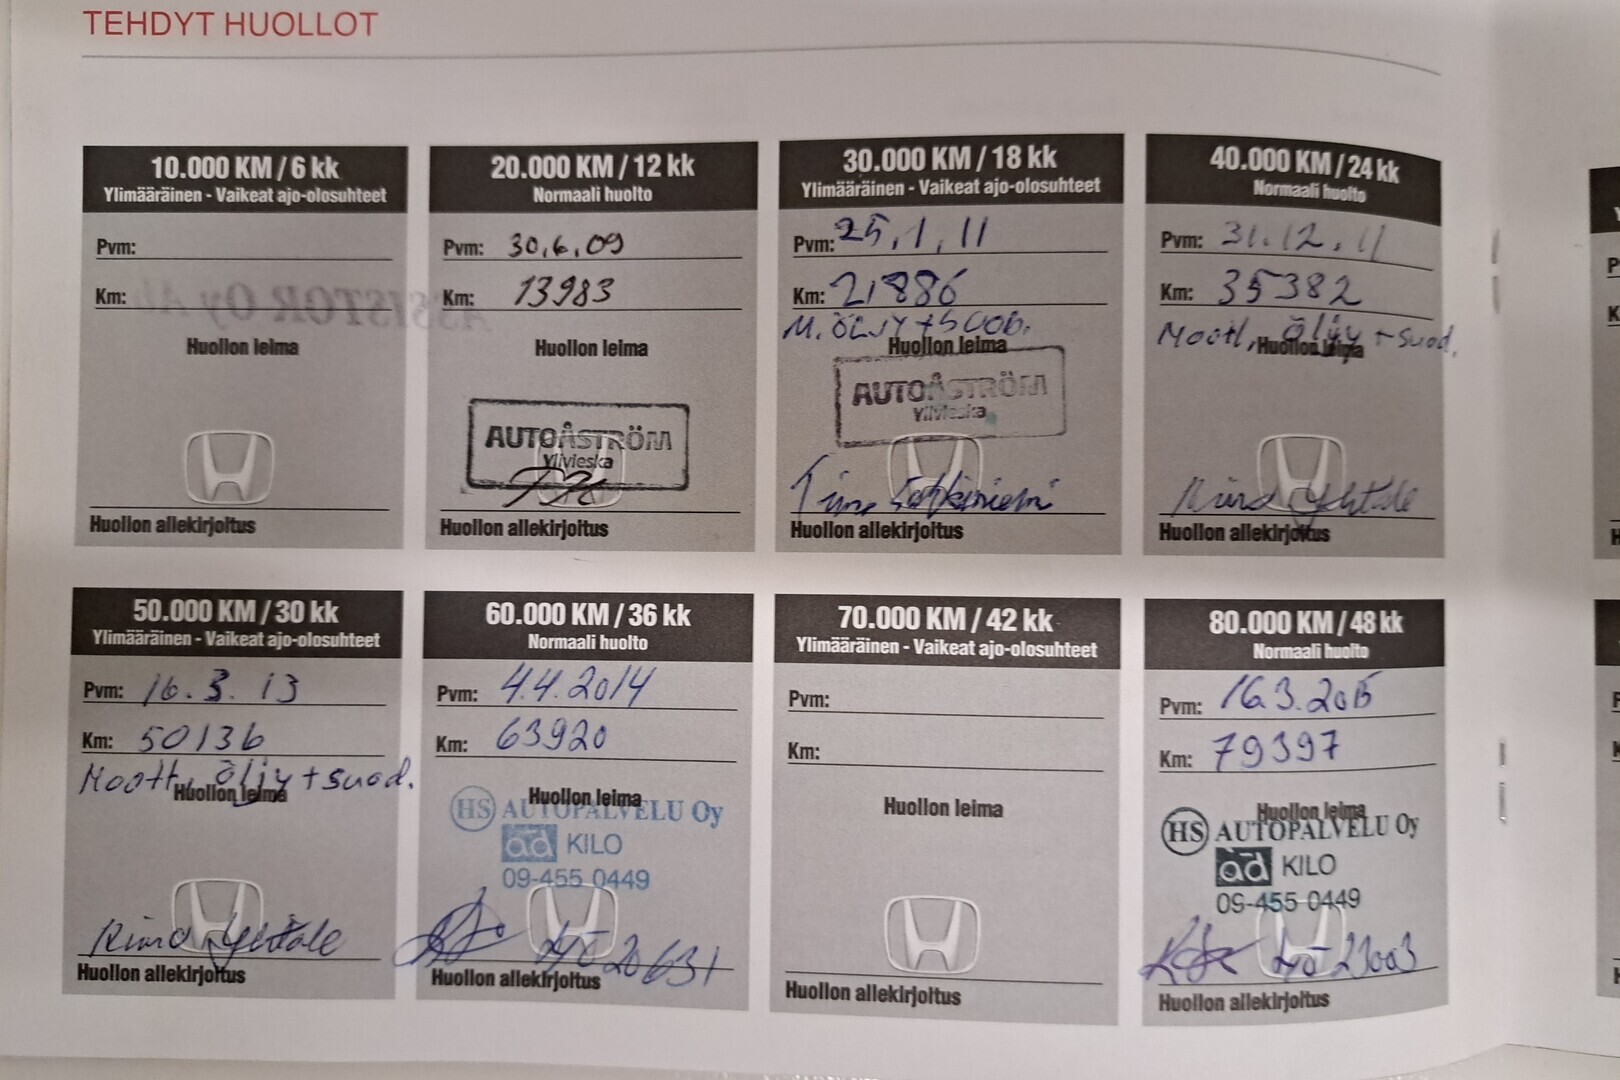 TEHDYT HUOLLOT
10.000 KM / 6 kk
Ylimääräinen - Vaikeat ajo-olosuhteet
Pvm:
Km:
Huollon leima
Huollon allekirjoitus
20.000 KM / 12 kk
Normaali huolto
Pvm: 30.6.09
Km: 13983
Huollon leima
AUTOÅSTRÖM
Ylivieska
Huollon allekirjoitus
30.000 KM / 18 kk
Ylimääräinen - Vaikeat ajo-olosuhteet
Pvm: 25.1.11
Km: 21886
M. ÖLJY + SUOD.
Huollon leima
AUTOÅSTRÖM
Ylivieska
Huollon allekirjoitus
40.000 KM / 24 kk
Normaali huolto
Pvm: 31.12.11
Km: 35382
Moott. Öljy + suod.
Huollon leima
Huollon allekirjoitus
50.000 KM / 30 kk
Ylimääräinen - Vaikeat ajo-olosuhteet
Pvm: 16.3.13
Km: 50136
Moott. Öljy + suod.
Huollon leima
Huollon allekirjoitus
60.000 KM / 36 kk
Normaali huolto
Pvm: 4.4.2014
Km: 63920
Huollon leima
HS AUTOPALVELU Oy
ad KILO
09-455 0449
20631
Huollon allekirjoitus
70.000 KM / 42 kk
Ylimääräinen - Vaikeat ajo-olosuhteet
Pvm:
Km:
Huollon leima
Huollon allekirjoitus
80.000 KM / 48 kk
Normaali huolto
Pvm: 16.3.2015
Km: 79397
Huollon leima
HS AUTOPALVELU Oy
ad KILO
09-455 0449
23003
Huollon allekirjoitus